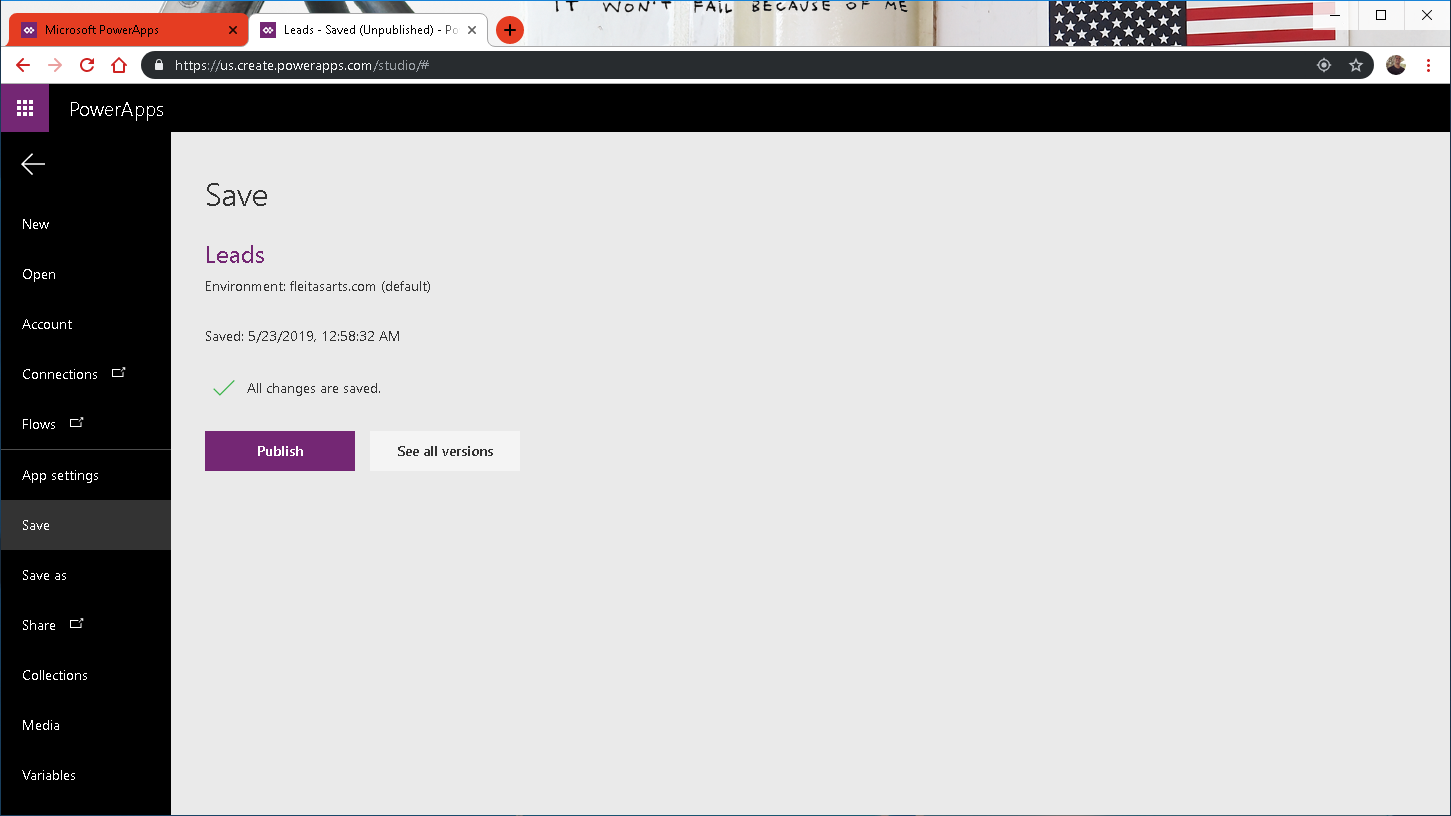 IT WON'T FAIL BECAUSE OF ME
Microsoft PowerApps
Leads - Saved (Unpublished) - Po
https://us.create.powerapps.com/studio/#
PowerApps
New
Open
Account
Connections
Flows
App settings
Save
Save as
Share
Collections
Media
Variables
Save
Leads
Environment: fleitasarts.com (default)
Saved: 5/23/2019, 12:58:32 AM
All changes are saved.
Publish
See all versions